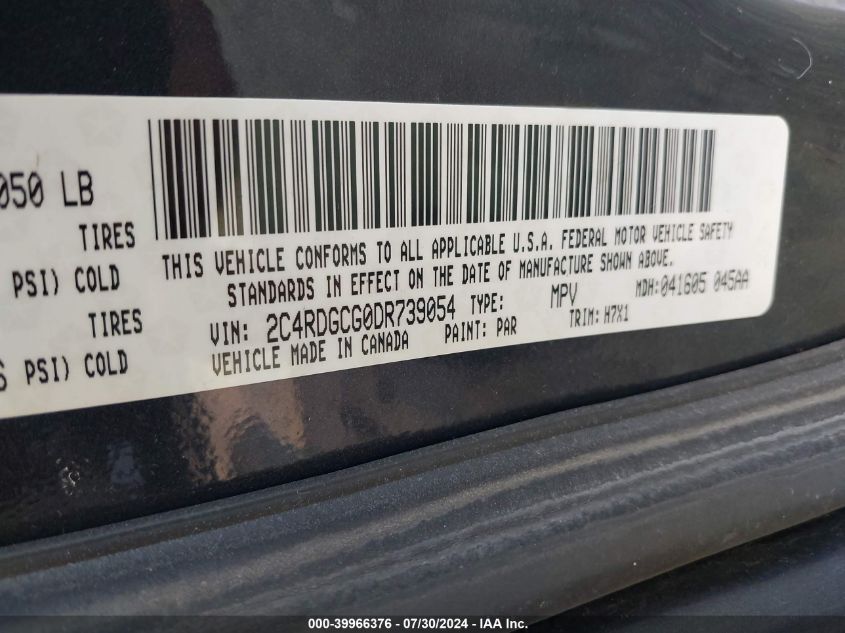 050 LB
TIRES
PSI) COLD
TIRES
PSI) COLD
THIS VEHICLE CONFORMS TO ALL APPLICABLE U.S.A. FEDERAL MOTOR VEHICLE SAFETY
STANDARDS IN EFFECT ON THE DATE OF MANUFACTURE SHOWN ABOVE.
MDH:041605 045AA
VIN: 2C4RDGCG0DR739054 TYPE: MPV
VEHICLE MADE IN CANADA PAINT: PAR TRIM: H7X1
000-39966376 - 07/30/2024 - IAA Inc.